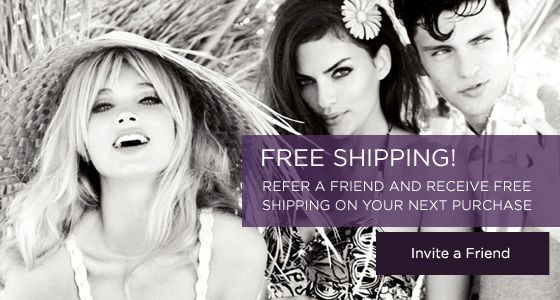 FREE SHIPPING!
REFER A FRIEND AND RECEIVE FREE
SHIPPING ON YOUR NEXT PURCHASE
Invite a Friend